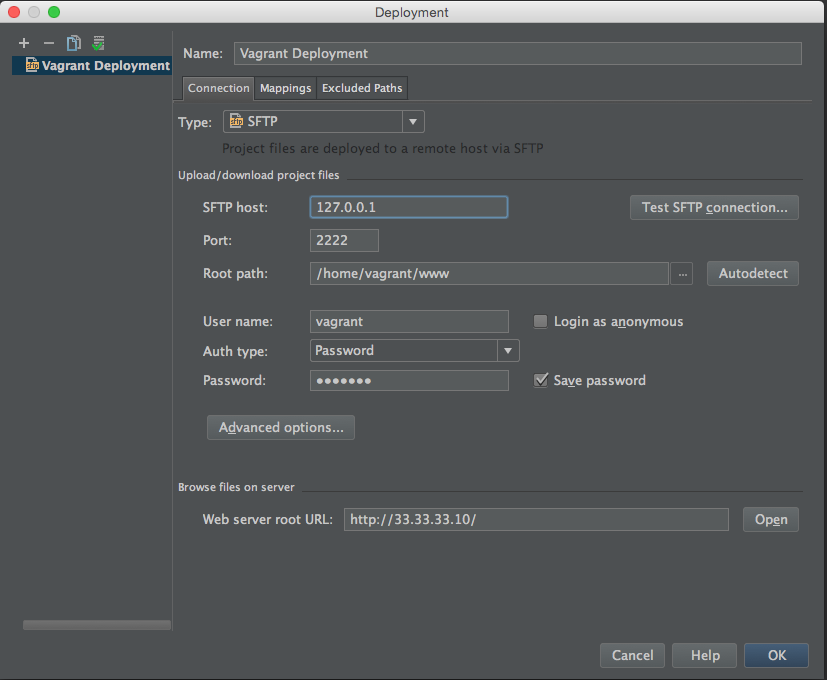 Deployment
Vagrant Deployment
Name: Vagrant Deployment
Connection Mappings Excluded Paths
Type: SFTP
Project files are deployed to a remote host via SFTP
Upload/download project files
SFTP host: 127.0.0.1 Test SFTP connection...
Port: 2222
Root path: /home/vagrant/www ... Autodetect
User name: vagrant Login as anonymous
Auth type: Password
Password: ●●●●●●● Save password
Advanced options...
Browse files on server
Web server root URL: http://33.33.33.10/ Open
Cancel Help OK